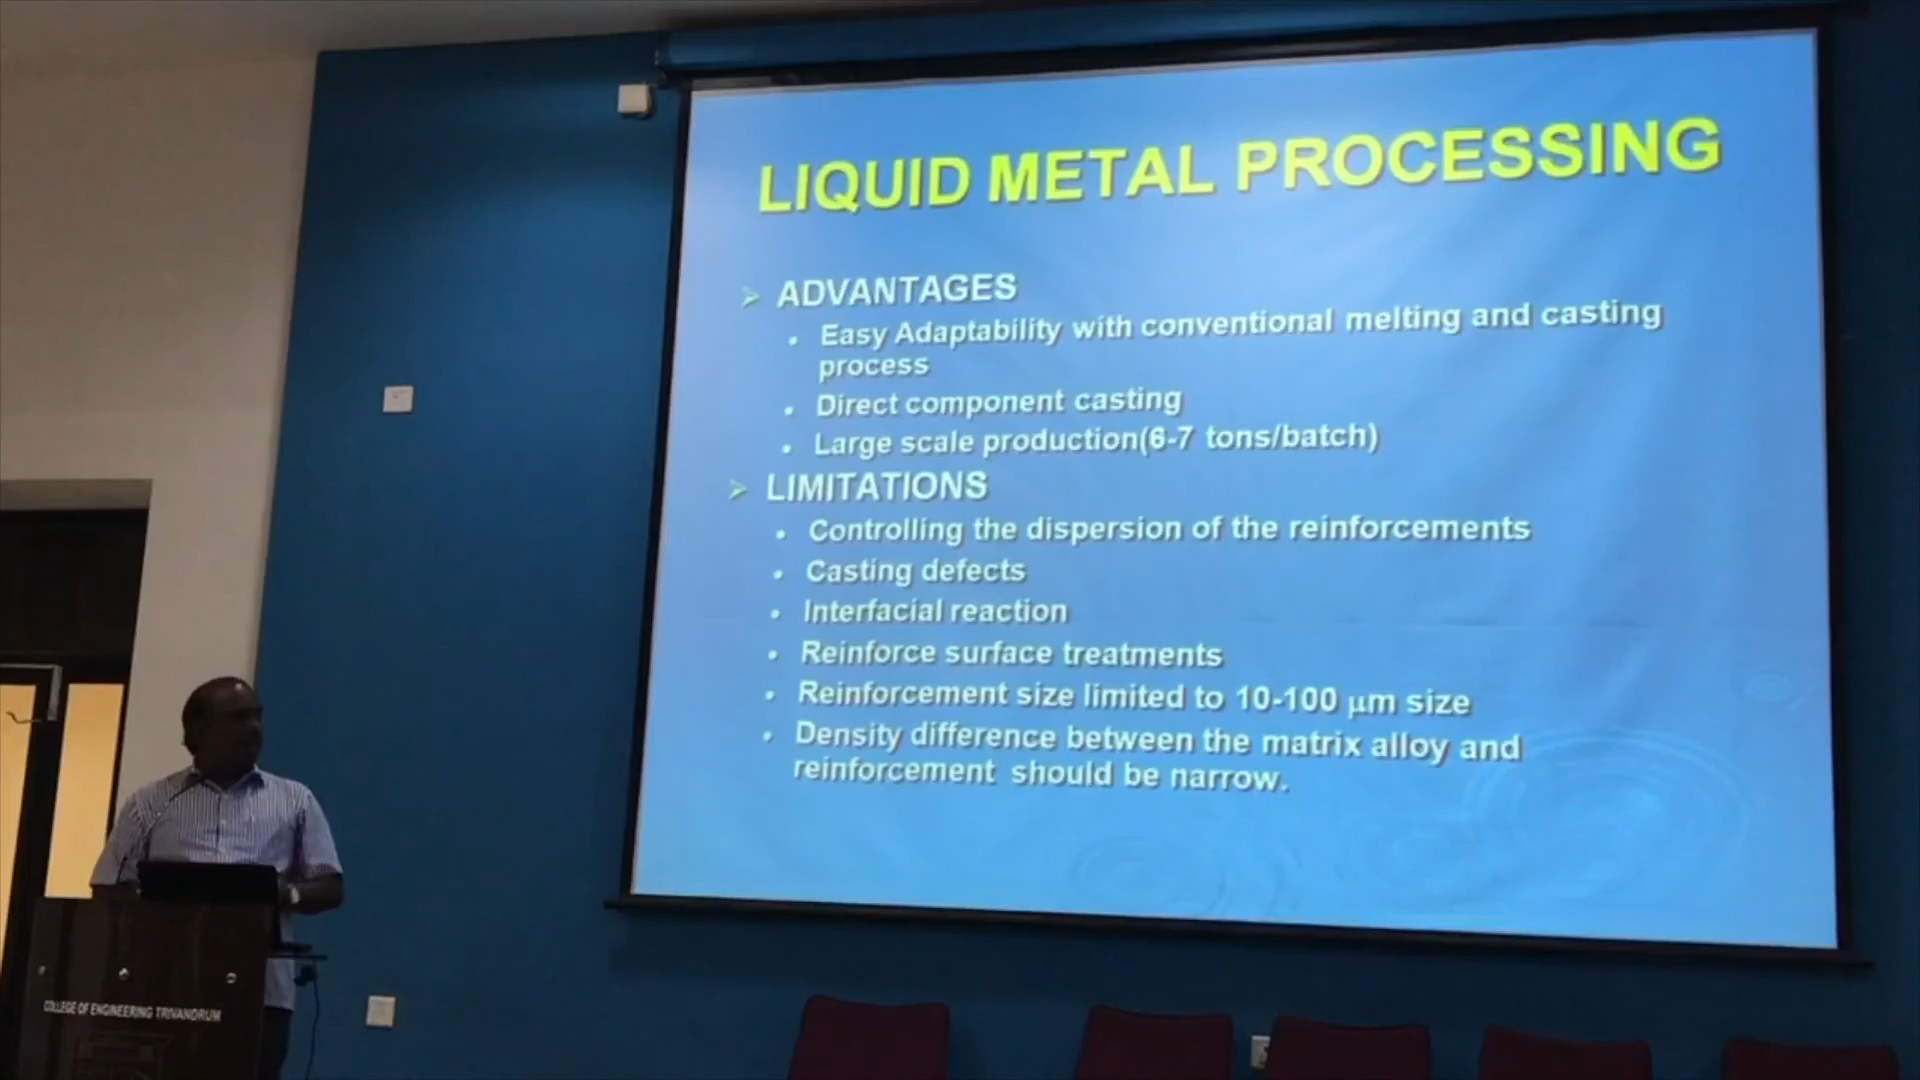 LIQUID METAL PROCESSING
➢ ADVANTAGES
• Easy Adaptability with conventional melting and casting
process
• Direct component casting
• Large scale production(6-7 tons/batch)
➢ LIMITATIONS
• Controlling the dispersion of the reinforcements
• Casting defects
• Interfacial reaction
• Reinforce surface treatments
• Reinforcement size limited to 10-100 µm size
• Density difference between the matrix alloy and
reinforcement should be narrow.
COLLEGE OF ENGINEERING TRIVANDRUM